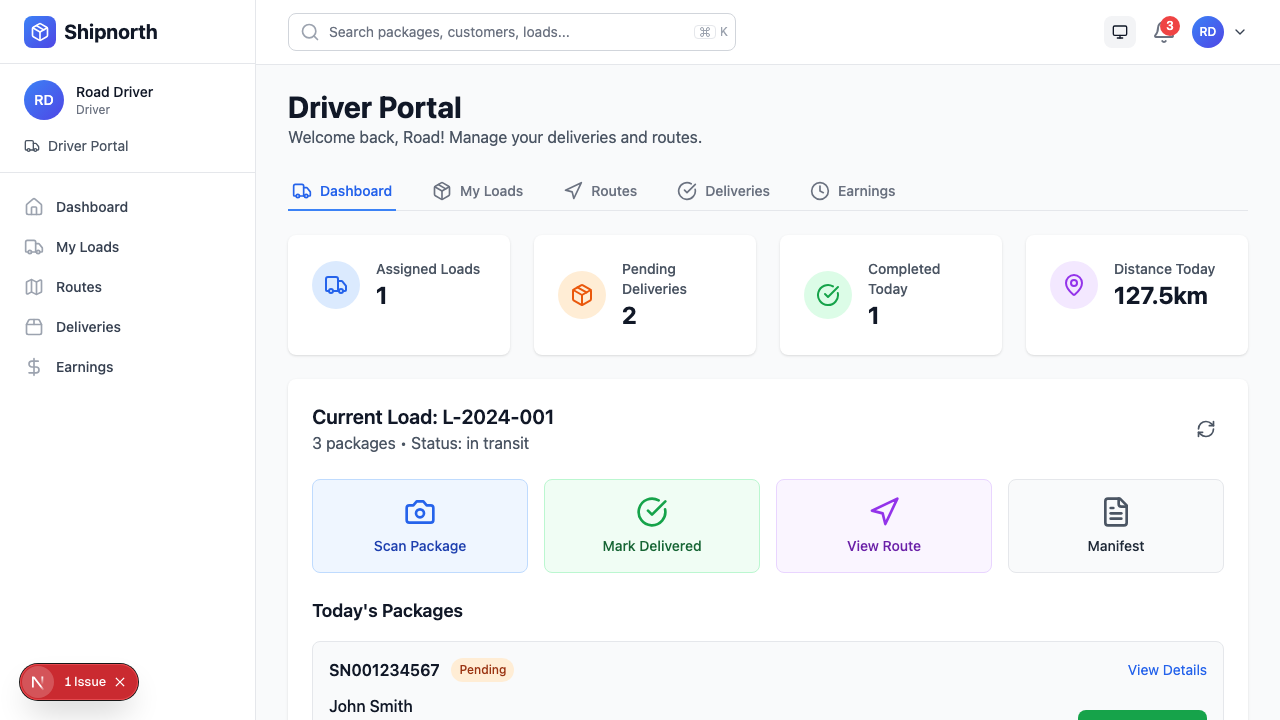 Shipnorth
Search packages, customers, loads...
⌘ K
3
RD
RD
Road Driver
Driver
Driver Portal
Dashboard
My Loads
Routes
Deliveries
Earnings
Driver Portal
Welcome back, Road! Manage your deliveries and routes.
Dashboard
My Loads
Routes
Deliveries
Earnings
Assigned Loads
1
Pending
Deliveries
2
Completed
Today
1
Distance Today
127.5km
Current Load: L-2024-001
3 packages • Status: in transit
Scan Package
Mark Delivered
View Route
Manifest
Today's Packages
SN001234567
Pending
View Details
John Smith
N
1 Issue